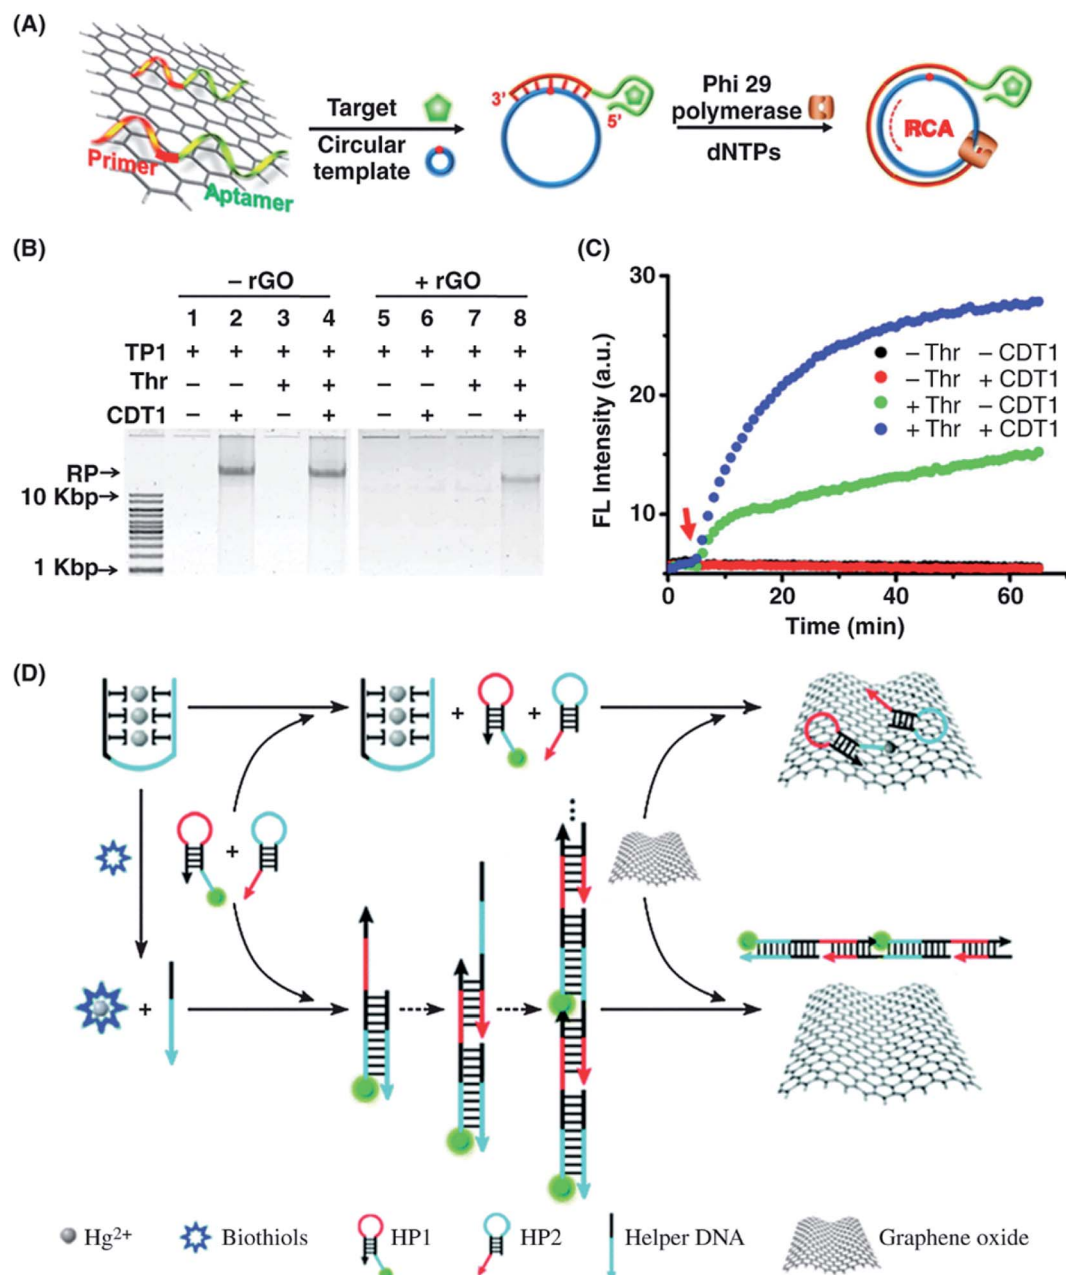 (A)
Primer
Aptamer
Target
Circular
template
3'
5'
Phi 29
polymerase
dNTPs
RCA
(B)
– rGO + rGO
1 2 3 4 5 6 7 8
TP1 + + + + + + + +
Thr – – + + – – + +
CDT1 – + – + – + – +
RP→
10 Kbp→
1 Kbp→
(C)
30
20
10
0 20 40 60
FL Intensity (a.u.)
Time (min)
– Thr – CDT1
– Thr + CDT1
+ Thr – CDT1
+ Thr + CDT1
(D)
+ +
+
+
Hg²⁺ Biothiols HP1 HP2 Helper DNA Graphene oxide